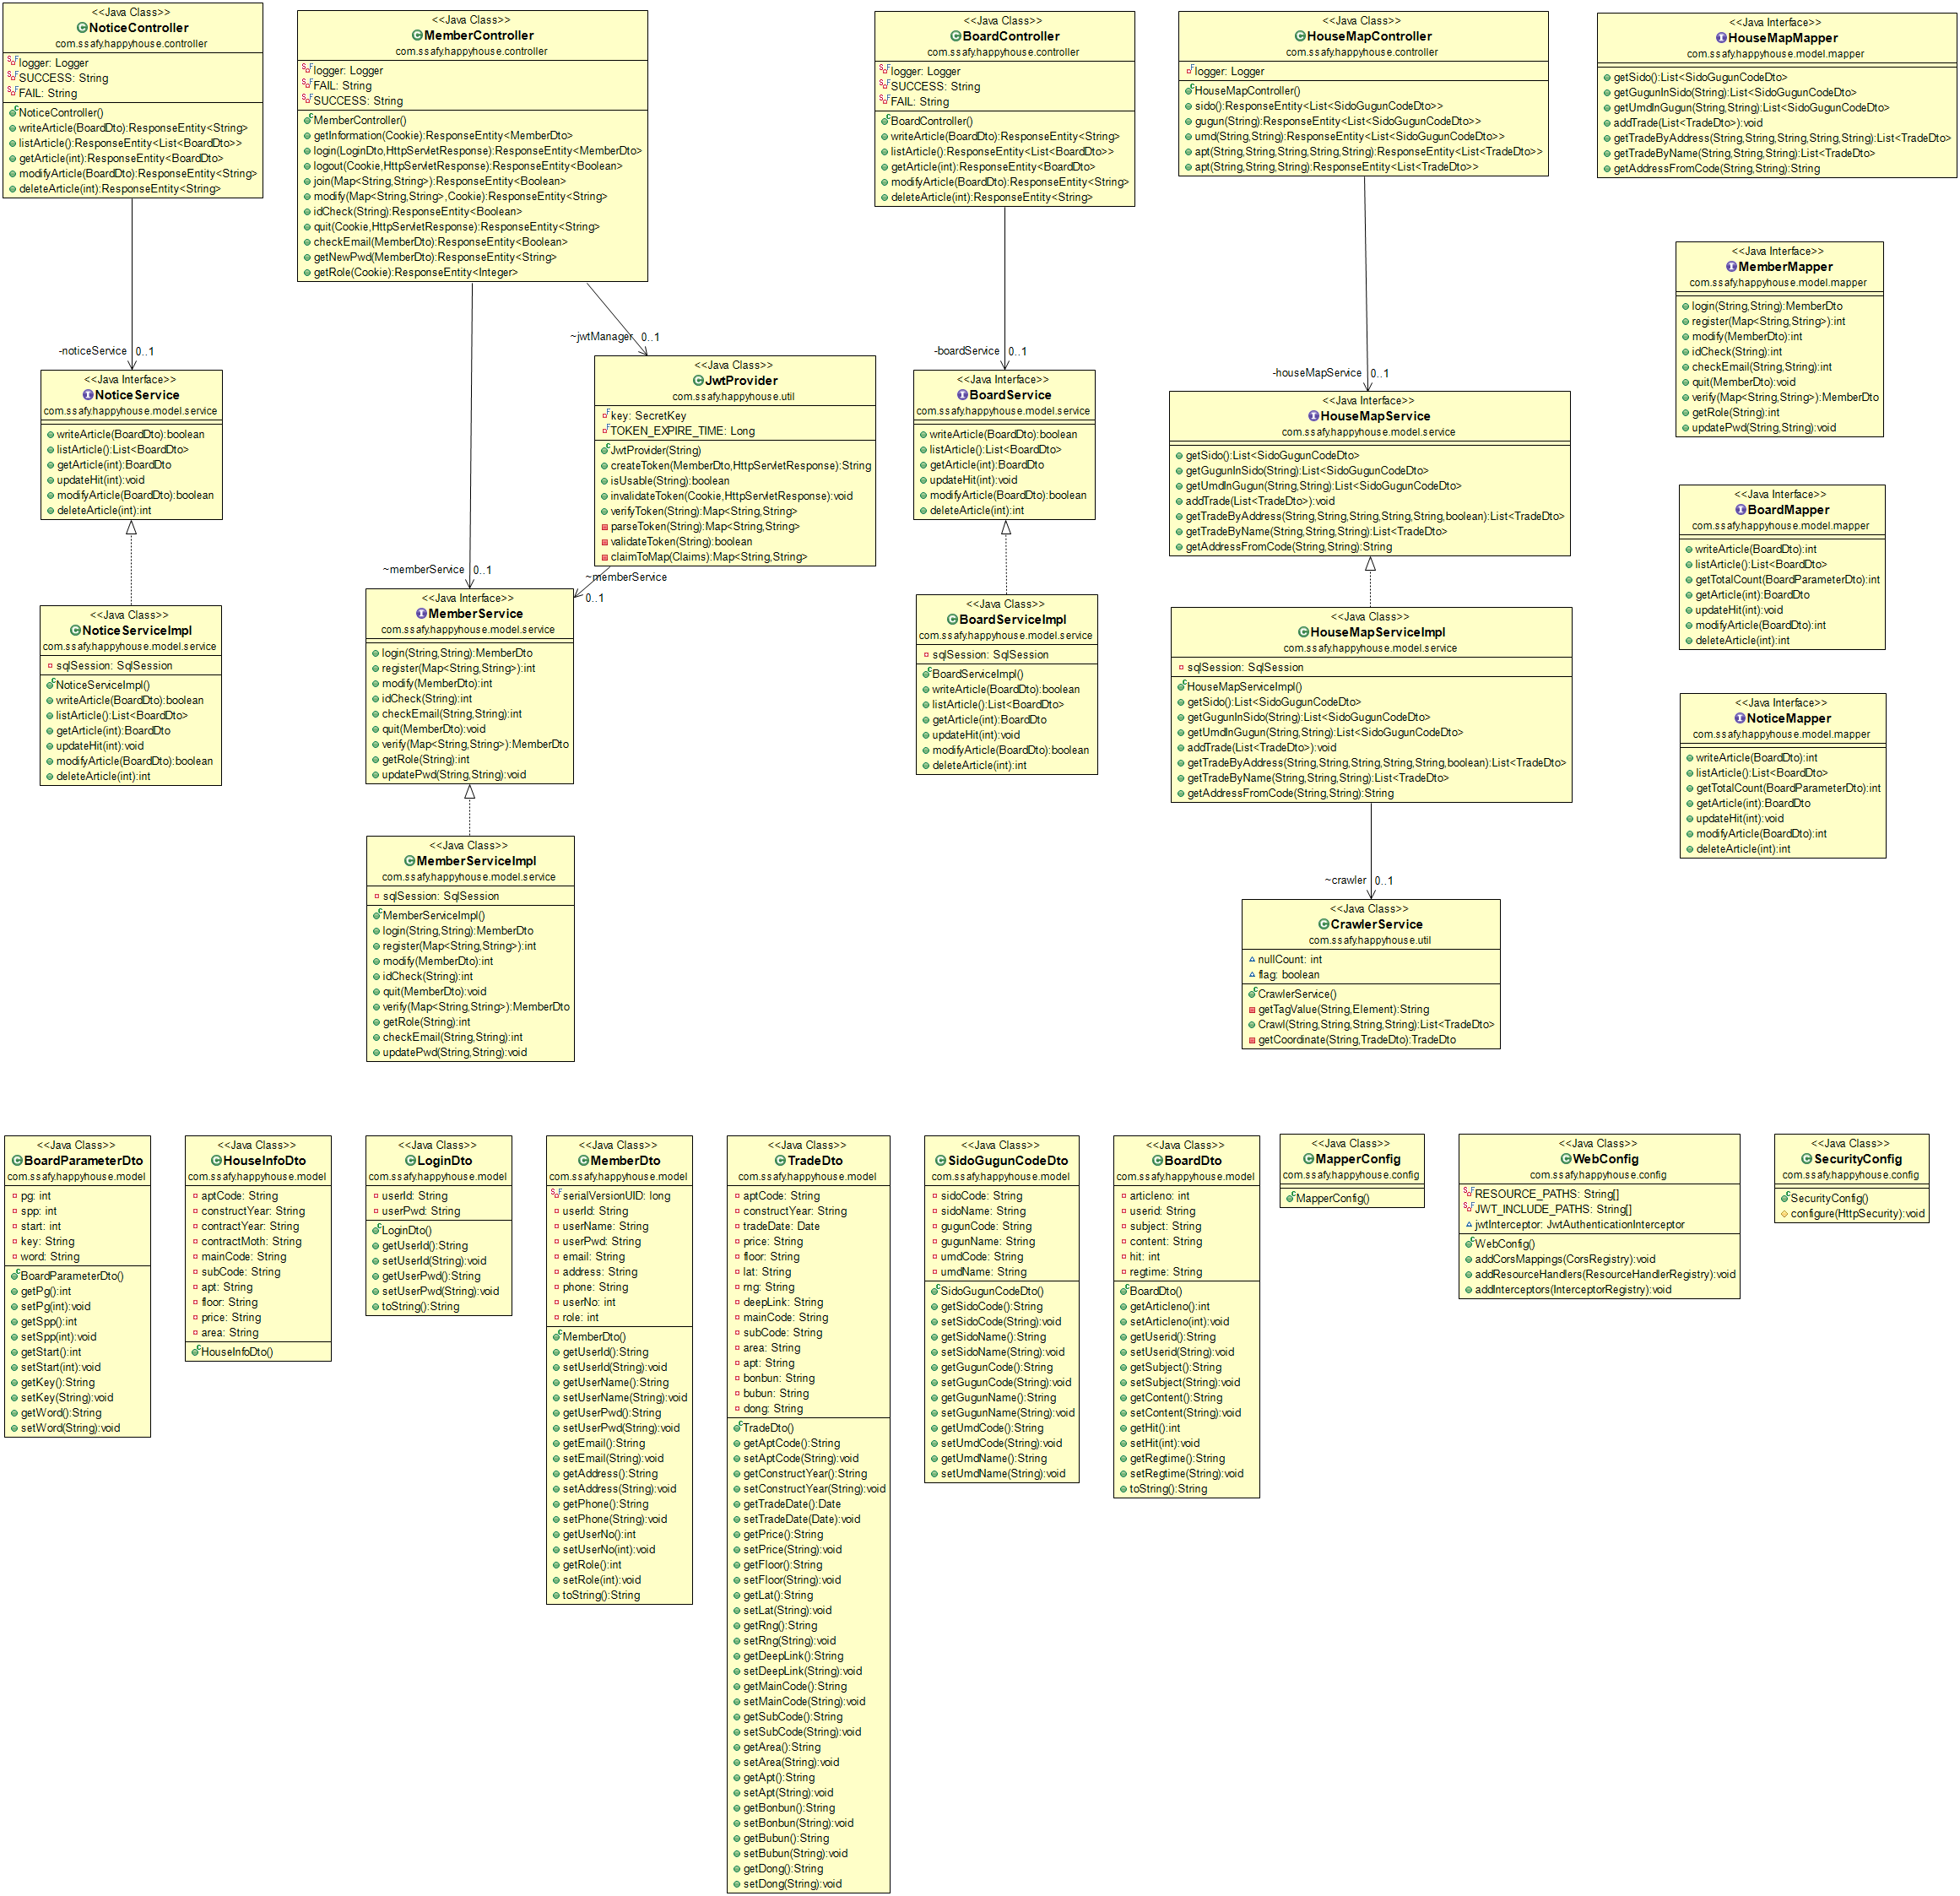 <<Java Class>>
NoticeController
com.ssafy.happyhouse.controller
logger: Logger
SUCCESS: String
FAIL: String
NoticeController()
writeArticle(BoardDto):ResponseEntity<String>
listArticle():ResponseEntity<List<BoardDto>>
getArticle(int):ResponseEntity<BoardDto>
modifyArticle(BoardDto):ResponseEntity<String>
deleteArticle(int):ResponseEntity<String>
<<Java Class>>
MemberController
com.ssafy.happyhouse.controller
logger: Logger
FAIL: String
SUCCESS: String
MemberController()
getInformation(Cookie):ResponseEntity<MemberDto>
login(LoginDto,HttpServletResponse):ResponseEntity<MemberDto>
logout(Cookie,HttpServletResponse):ResponseEntity<Boolean>
join(Map<String,String>):ResponseEntity<Boolean>
modify(Map<String,String>,Cookie):ResponseEntity<String>
idCheck(String):ResponseEntity<Boolean>
quit(Cookie,HttpServletResponse):ResponseEntity<String>
checkEmail(MemberDto):ResponseEntity<Boolean>
getNewPwd(MemberDto):ResponseEntity<String>
getRole(Cookie):ResponseEntity<Integer>
<<Java Class>>
BoardController
com.ssafy.happyhouse.controller
logger: Logger
SUCCESS: String
FAIL: String
BoardController()
writeArticle(BoardDto):ResponseEntity<String>
listArticle():ResponseEntity<List<BoardDto>>
getArticle(int):ResponseEntity<BoardDto>
modifyArticle(BoardDto):ResponseEntity<String>
deleteArticle(int):ResponseEntity<String>
<<Java Class>>
HouseMapController
com.ssafy.happyhouse.controller
logger: Logger
HouseMapController()
sido():ResponseEntity<List<SidoGugunCodeDto>>
gugun(String):ResponseEntity<List<SidoGugunCodeDto>>
umd(String,String):ResponseEntity<List<SidoGugunCodeDto>>
apt(String,String,String,String,String):ResponseEntity<List<TradeDto>>
apt(String,String,String):ResponseEntity<List<TradeDto>>
<<Java Interface>>
HouseMapMapper
com.ssafy.happyhouse.model.mapper
getSido():List<SidoGugunCodeDto>
getGugunInSido(String):List<SidoGugunCodeDto>
getUmdInGugun(String,String):List<SidoGugunCodeDto>
addTrade(List<TradeDto>):void
getTradeByAddress(String,String,String,String,String):List<TradeDto>
getTradeByName(String,String,String):List<TradeDto>
getAddressFromCode(String,String):String
<<Java Interface>>
MemberMapper
com.ssafy.happyhouse.model.mapper
login(String,String):MemberDto
register(Map<String,String>):int
modify(MemberDto):int
idCheck(String):int
checkEmail(String,String):int
quit(MemberDto):void
verify(Map<String,String>):MemberDto
getRole(String):int
updatePwd(String,String):void
-noticeService 0..1
~jwtManager 0..1
-boardService 0..1
-houseMapService 0..1
<<Java Interface>>
NoticeService
com.ssafy.happyhouse.model.service
writeArticle(BoardDto):boolean
listArticle():List<BoardDto>
getArticle(int):BoardDto
updateHit(int):void
modifyArticle(BoardDto):boolean
deleteArticle(int):int
<<Java Class>>
JwtProvider
com.ssafy.happyhouse.util
key: SecretKey
TOKEN_EXPIRE_TIME: Long
JwtProvider(String)
createToken(MemberDto,HttpServletResponse):String
isUsable(String):boolean
invalidateToken(Cookie,HttpServletResponse):void
verifyToken(String):Map<String,String>
parseToken(String):Map<String,String>
validateToken(String):boolean
claimToMap(Claims):Map<String,String>
<<Java Interface>>
BoardService
com.ssafy.happyhouse.model.service
writeArticle(BoardDto):boolean
listArticle():List<BoardDto>
getArticle(int):BoardDto
updateHit(int):void
modifyArticle(BoardDto):boolean
deleteArticle(int):int
<<Java Interface>>
HouseMapService
com.ssafy.happyhouse.model.service
getSido():List<SidoGugunCodeDto>
getGugunInSido(String):List<SidoGugunCodeDto>
getUmdInGugun(String,String):List<SidoGugunCodeDto>
addTrade(List<TradeDto>):void
getTradeByAddress(String,String,String,String,String,boolean):List<TradeDto>
getTradeByName(String,String,String):List<TradeDto>
getAddressFromCode(String,String):String
<<Java Interface>>
BoardMapper
com.ssafy.happyhouse.model.mapper
writeArticle(BoardDto):int
listArticle():List<BoardDto>
getTotalCount(BoardParameterDto):int
getArticle(int):BoardDto
updateHit(int):void
modifyArticle(BoardDto):int
deleteArticle(int):int
~memberService 0..1
~memberService
0..1
<<Java Class>>
NoticeServiceImpl
com.ssafy.happyhouse.model.service
sqlSession: SqlSession
NoticeServiceImpl()
writeArticle(BoardDto):boolean
listArticle():List<BoardDto>
getArticle(int):BoardDto
updateHit(int):void
modifyArticle(BoardDto):boolean
deleteArticle(int):int
<<Java Interface>>
MemberService
com.ssafy.happyhouse.model.service
login(String,String):MemberDto
register(Map<String,String>):int
modify(MemberDto):int
idCheck(String):int
checkEmail(String,String):int
quit(MemberDto):void
verify(Map<String,String>):MemberDto
getRole(String):int
updatePwd(String,String):void
<<Java Class>>
BoardServiceImpl
com.ssafy.happyhouse.model.service
sqlSession: SqlSession
BoardServiceImpl()
writeArticle(BoardDto):boolean
listArticle():List<BoardDto>
getArticle(int):BoardDto
updateHit(int):void
modifyArticle(BoardDto):boolean
deleteArticle(int):int
<<Java Class>>
HouseMapServiceImpl
com.ssafy.happyhouse.model.service
sqlSession: SqlSession
HouseMapServiceImpl()
getSido():List<SidoGugunCodeDto>
getGugunInSido(String):List<SidoGugunCodeDto>
getUmdInGugun(String,String):List<SidoGugunCodeDto>
addTrade(List<TradeDto>):void
getTradeByAddress(String,String,String,String,String,boolean):List<TradeDto>
getTradeByName(String,String,String):List<TradeDto>
getAddressFromCode(String,String):String
<<Java Interface>>
NoticeMapper
com.ssafy.happyhouse.model.mapper
writeArticle(BoardDto):int
listArticle():List<BoardDto>
getTotalCount(BoardParameterDto):int
getArticle(int):BoardDto
updateHit(int):void
modifyArticle(BoardDto):int
deleteArticle(int):int
<<Java Class>>
MemberServiceImpl
com.ssafy.happyhouse.model.service
sqlSession: SqlSession
MemberServiceImpl()
login(String,String):MemberDto
register(Map<String,String>):int
modify(MemberDto):int
idCheck(String):int
quit(MemberDto):void
verify(Map<String,String>):MemberDto
getRole(String):int
checkEmail(String,String):int
updatePwd(String,String):void
~crawler 0..1
<<Java Class>>
CrawlerService
com.ssafy.happyhouse.util
nullCount: int
flag: boolean
CrawlerService()
getTagValue(String,Element):String
Crawl(String,String,String,String):List<TradeDto>
getCoordinate(String,TradeDto):TradeDto
<<Java Class>>
BoardParameterDto
com.ssafy.happyhouse.model
pg: int
spp: int
start: int
key: String
word: String
BoardParameterDto()
getPg():int
setPg(int):void
getSpp():int
setSpp(int):void
getStart():int
setStart(int):void
getKey():String
setKey(String):void
getWord():String
setWord(String):void
<<Java Class>>
HouseInfoDto
com.ssafy.happyhouse.model
aptCode: String
constructYear: String
contractYear: String
contractMoth: String
mainCode: String
subCode: String
apt: String
floor: String
price: String
area: String
HouseInfoDto()
<<Java Class>>
LoginDto
com.ssafy.happyhouse.model
userId: String
userPwd: String
LoginDto()
getUserId():String
setUserId(String):void
getUserPwd():String
setUserPwd(String):void
toString():String
<<Java Class>>
MemberDto
com.ssafy.happyhouse.model
serialVersionUID: long
userId: String
userName: String
userPwd: String
email: String
address: String
phone: String
userNo: int
role: int
MemberDto()
getUserId():String
setUserId(String):void
getUserName():String
setUserName(String):void
getUserPwd():String
setUserPwd(String):void
getEmail():String
setEmail(String):void
getAddress():String
setAddress(String):void
getPhone():String
setPhone(String):void
getUserNo():int
setUserNo(int):void
getRole():int
setRole(int):void
toString():String
<<Java Class>>
TradeDto
com.ssafy.happyhouse.model
aptCode: String
constructYear: String
tradeDate: Date
price: String
floor: String
lat: String
rng: String
deepLink: String
mainCode: String
subCode: String
area: String
apt: String
bonbun: String
bubun: String
dong: String
TradeDto()
getAptCode():String
setAptCode(String):void
getConstructYear():String
setConstructYear(String):void
getTradeDate():Date
setTradeDate(Date):void
getPrice():String
setPrice(String):void
getFloor():String
setFloor(String):void
getLat():String
setLat(String):void
getRng():String
setRng(String):void
getDeepLink():String
setDeepLink(String):void
getMainCode():String
setMainCode(String):void
getSubCode():String
setSubCode(String):void
getArea():String
setArea(String):void
getApt():String
setApt(String):void
getBonbun():String
setBonbun(String):void
getBubun():String
setBubun(String):void
getDong():String
setDong(String):void
<<Java Class>>
SidoGugunCodeDto
com.ssafy.happyhouse.model
sidoCode: String
sidoName: String
gugunCode: String
gugunName: String
umdCode: String
umdName: String
SidoGugunCodeDto()
getSidoCode():String
setSidoCode(String):void
getSidoName():String
setSidoName(String):void
getGugunCode():String
setGugunCode(String):void
getGugunName():String
setGugunName(String):void
getUmdCode():String
setUmdCode(String):void
getUmdName():String
setUmdName(String):void
<<Java Class>>
BoardDto
com.ssafy.happyhouse.model
articleno: int
userid: String
subject: String
content: String
hit: int
regtime: String
BoardDto()
getArticleno():int
setArticleno(int):void
getUserid():String
setUserid(String):void
getSubject():String
setSubject(String):void
getContent():String
setContent(String):void
getHit():int
setHit(int):void
getRegtime():String
setRegtime(String):void
toString():String
<<Java Class>>
MapperConfig
com.ssafy.happyhouse.config
MapperConfig()
<<Java Class>>
WebConfig
com.ssafy.happyhouse.config
RESOURCE_PATHS: String[]
JWT_INCLUDE_PATHS: String[]
jwtInterceptor: JwtAuthenticationInterceptor
WebConfig()
addCorsMappings(CorsRegistry):void
addResourceHandlers(ResourceHandlerRegistry):void
addInterceptors(InterceptorRegistry):void
<<Java Class>>
SecurityConfig
com.ssafy.happyhouse.config
SecurityConfig()
configure(HttpSecurity):void